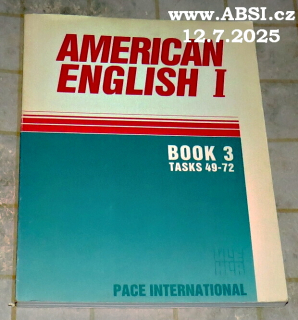 www.ABSI.cz
12.7.2025
AMERICAN
ENGLISH I
BOOK 3
TASKS 49-72
PACE INTERNATIONAL